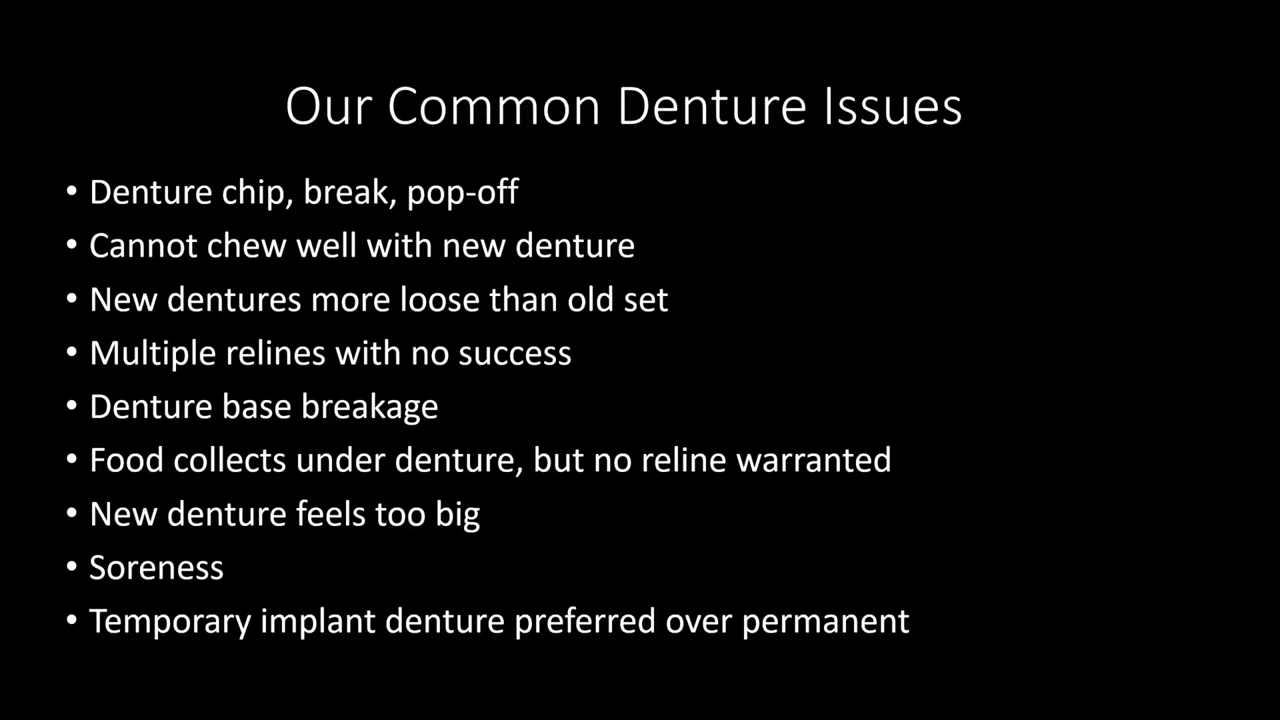 Our Common Denture Issues
• Denture chip, break, pop-off
• Cannot chew well with new denture
• New dentures more loose than old set
• Multiple relines with no success
• Denture base breakage
• Food collects under denture, but no reline warranted
• New denture feels too big
• Soreness
• Temporary implant denture preferred over permanent